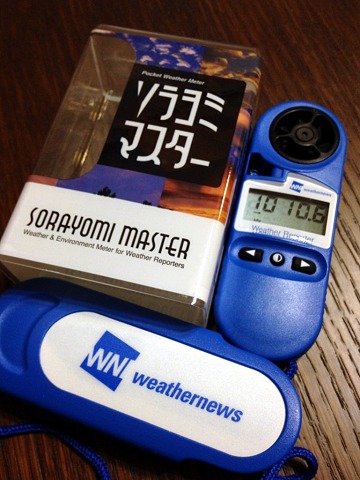 Pocket Weather Meter
ソラヨミ
マスター
SORAYOMI MASTER
Weather & Environment Meter for Weather Reporters
WN weathernews
1010.6
Weather Reporter
WN weathernews